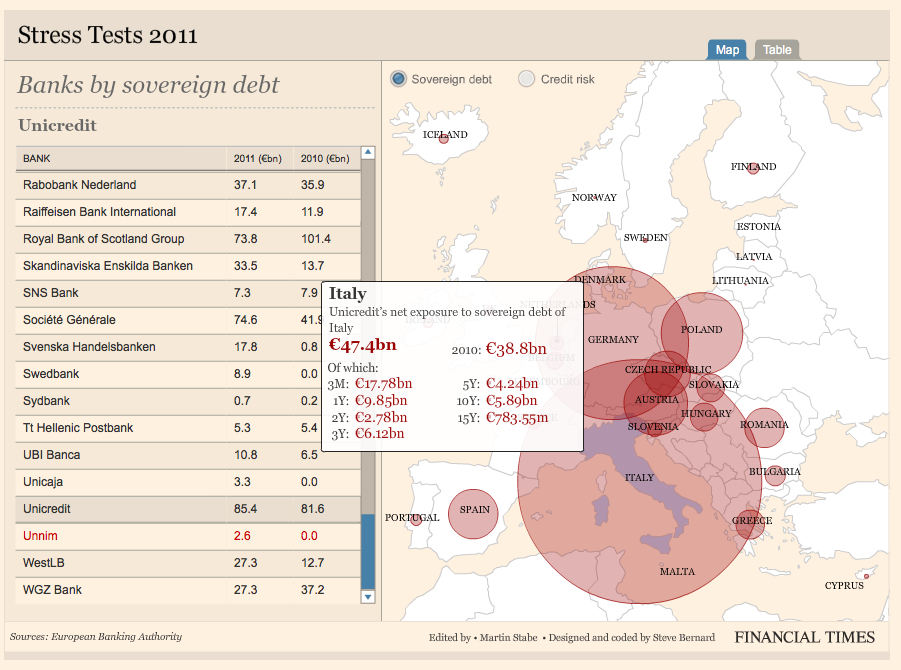 Stress Tests 2011
Map
Table
Banks by sovereign debt
Unicredit
BANK 2011 (€bn) 2010 (€bn)
Rabobank Nederland 37.1 35.9
Raiffeisen Bank International 17.4 11.9
Royal Bank of Scotland Group 73.8 101.4
Skandinaviska Enskilda Banken 33.5 13.7
SNS Bank 7.3 7.9
Société Générale 74.6 41.9
Svenska Handelsbanken 17.8 0.8
Swedbank 8.9 0.0
Sydbank 0.7 0.2
Tt Hellenic Postbank 5.3 5.4
UBI Banca 10.8 6.5
Unicaja 3.3 0.0
Unicredit 85.4 81.6
Unnim 2.6 0.0
WestLB 27.3 12.7
WGZ Bank 27.3 37.2
Sovereign debt
Credit risk
ICELAND
FINLAND
NORWAY
ESTONIA
SWEDEN
LATVIA
DENMARK
LITHUANIA
Italy
Unicredit's net exposure to sovereign debt of
Italy
€47.4bn 2010: €38.8bn
Of which:
3M: €17.78bn 5Y: €4.24bn
1Y: €9.85bn 10Y: €5.89bn
2Y: €2.78bn 15Y: €783.55m
3Y: €6.12bn
NETHERLANDS
IRELAND
POLAND
GERMANY
BELGIUM
CZECH REPUBLIC
SLOVAKIA
AUSTRIA
HUNGARY
SLOVENIA
ROMANIA
BULGARIA
ITALY
SPAIN
PORTUGAL
GREECE
MALTA
CYPRUS
Sources: European Banking Authority
Edited by • Martin Stabe • Designed and coded by Steve Bernard
FINANCIAL TIMES